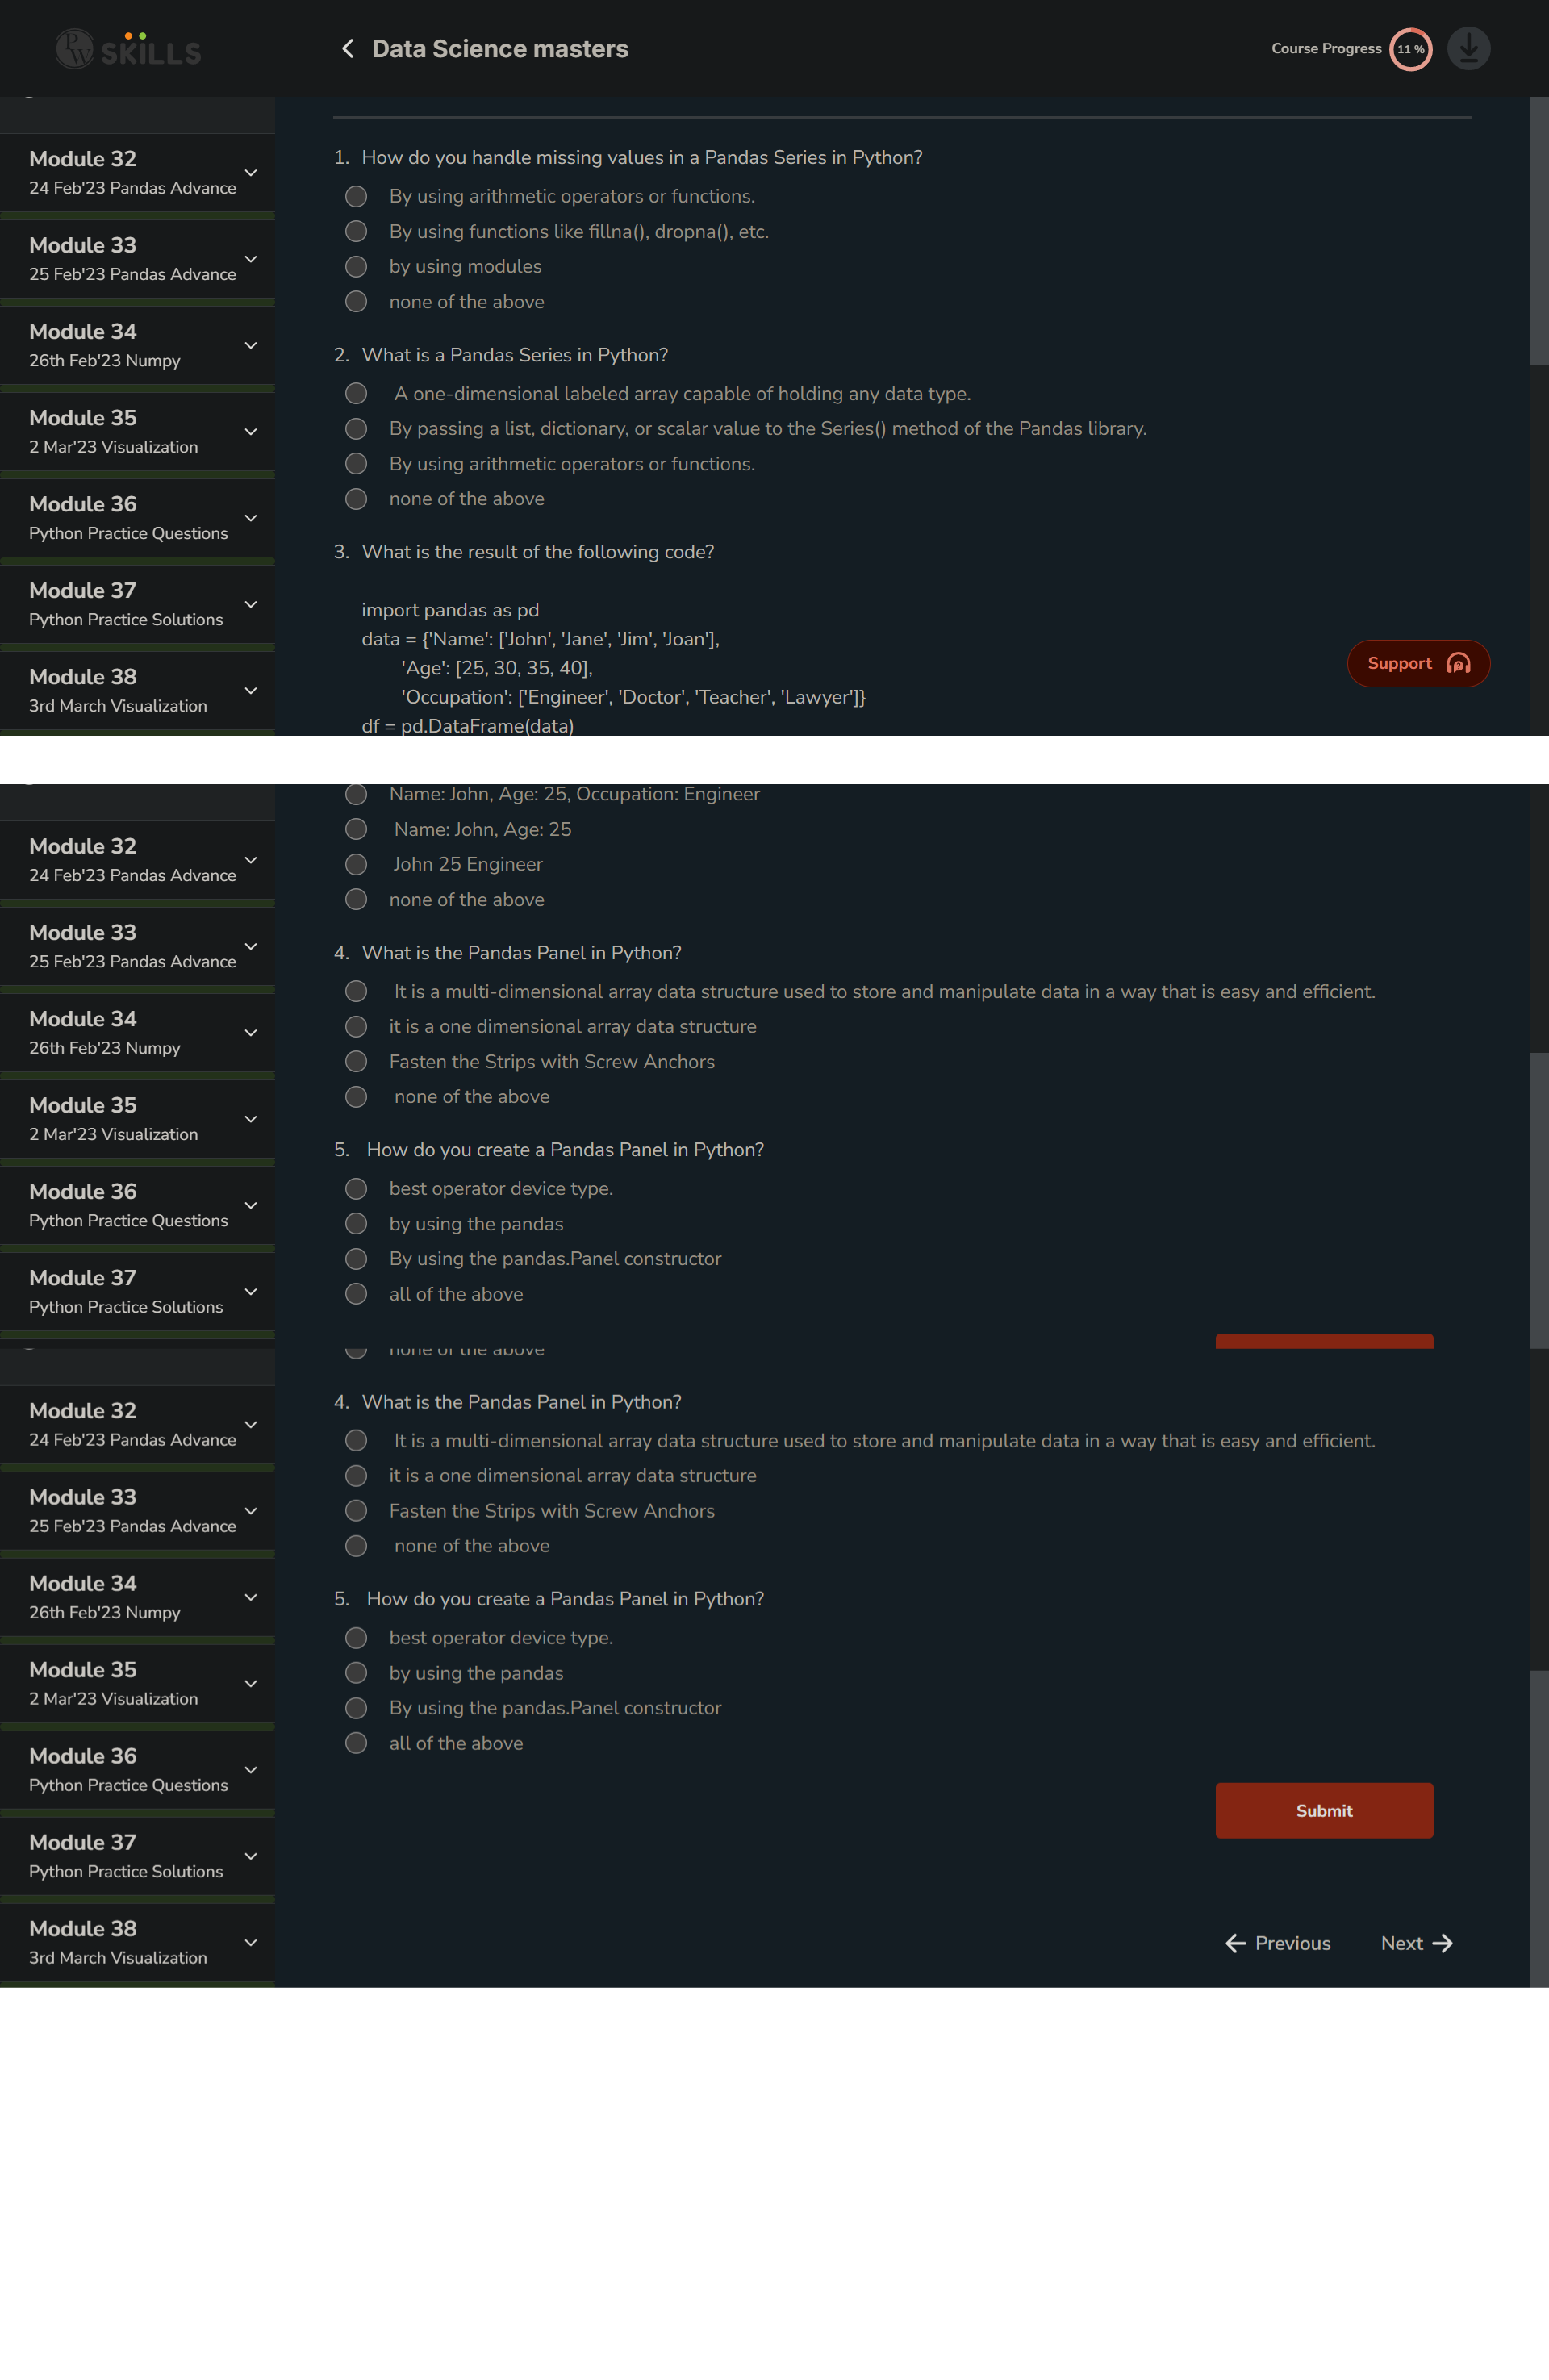 PW SKILLS
Data Science masters
Course Progress 11 %
Module 32
24 Feb'23 Pandas Advance
Module 33
25 Feb'23 Pandas Advance
Module 34
26th Feb'23 Numpy
Module 35
2 Mar'23 Visualization
Module 36
Python Practice Questions
Module 37
Python Practice Solutions
Module 38
3rd March Visualization
1. How do you handle missing values in a Pandas Series in Python?
By using arithmetic operators or functions.
By using functions like fillna(), dropna(), etc.
by using modules
none of the above
2. What is a Pandas Series in Python?
A one-dimensional labeled array capable of holding any data type.
By passing a list, dictionary, or scalar value to the Series() method of the Pandas library.
By using arithmetic operators or functions.
none of the above
3. What is the result of the following code?
import pandas as pd
data = {'Name': ['John', 'Jane', 'Jim', 'Joan'],
'Age': [25, 30, 35, 40],
'Occupation': ['Engineer', 'Doctor', 'Teacher', 'Lawyer']}
df = pd.DataFrame(data)
Support
Module 32
24 Feb'23 Pandas Advance
Module 33
25 Feb'23 Pandas Advance
Module 34
26th Feb'23 Numpy
Module 35
2 Mar'23 Visualization
Module 36
Python Practice Questions
Module 37
Python Practice Solutions
Name: John, Age: 25, Occupation: Engineer
Name: John, Age: 25
John 25 Engineer
none of the above
4. What is the Pandas Panel in Python?
It is a multi-dimensional array data structure used to store and manipulate data in a way that is easy and efficient.
it is a one dimensional array data structure
Fasten the Strips with Screw Anchors
none of the above
5. How do you create a Pandas Panel in Python?
best operator device type.
by using the pandas
By using the pandas.Panel constructor
all of the above
Module 32
24 Feb'23 Pandas Advance
Module 33
25 Feb'23 Pandas Advance
Module 34
26th Feb'23 Numpy
Module 35
2 Mar'23 Visualization
Module 36
Python Practice Questions
Module 37
Python Practice Solutions
Module 38
3rd March Visualization
none of the above
4. What is the Pandas Panel in Python?
It is a multi-dimensional array data structure used to store and manipulate data in a way that is easy and efficient.
it is a one dimensional array data structure
Fasten the Strips with Screw Anchors
none of the above
5. How do you create a Pandas Panel in Python?
best operator device type.
by using the pandas
By using the pandas.Panel constructor
all of the above
Submit
Previous
Next